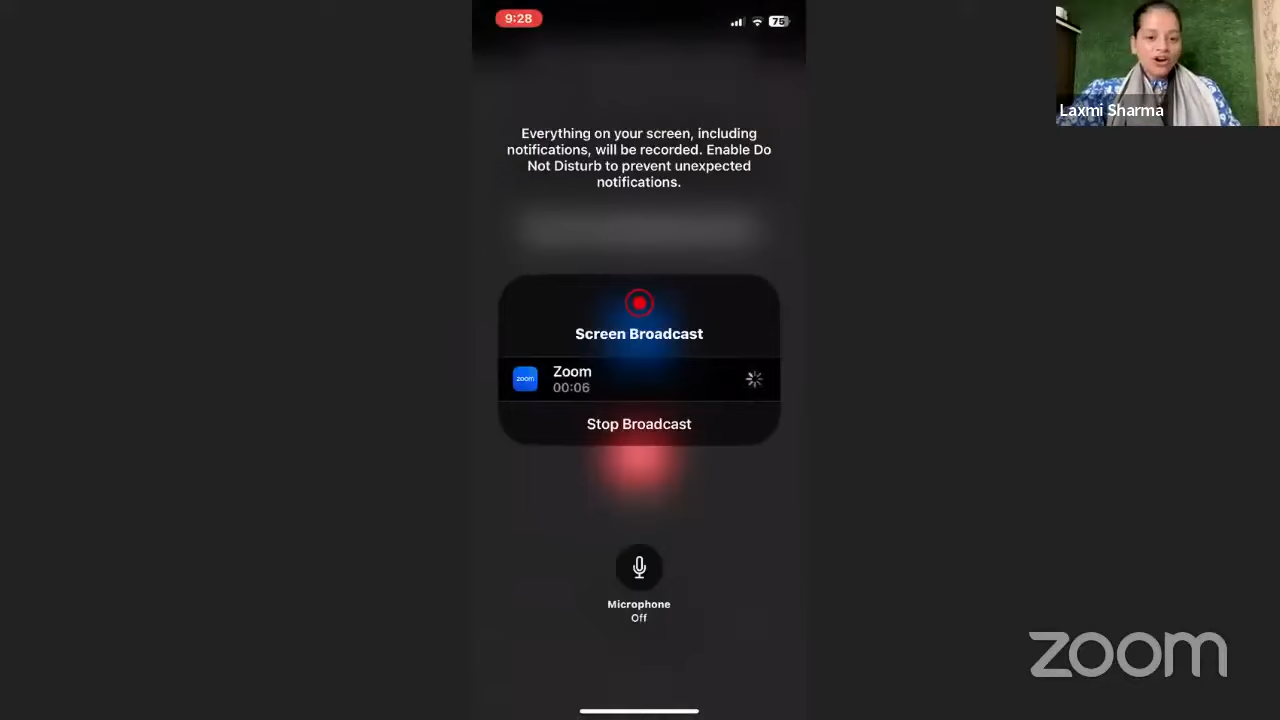 9:28
75
Laxmi Sharma
Everything on your screen, including
notifications, will be recorded. Enable Do
Not Disturb to prevent unexpected
notifications.
Screen Broadcast
zoom
Zoom
00:06
Stop Broadcast
Microphone
Off
zoom